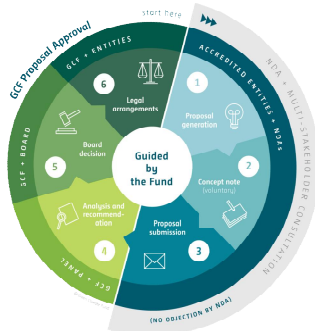 GCF Proposal Approval
start here
GCF + ENTITIES
ACCREDITED ENTITIES + NDAs
NDA + MULTI-STAKEHOLDER CONSULTATION
6
Legal
arrangements
1
Proposal
generation
Board
decision
5
GCF + BOARD
Guided
by
the Fund
2
Concept note
(voluntary)
Analysis and
recommend-
ation
4
GCF + PANEL
Proposal
submission
3
(NO OBJECTION BY NDA)